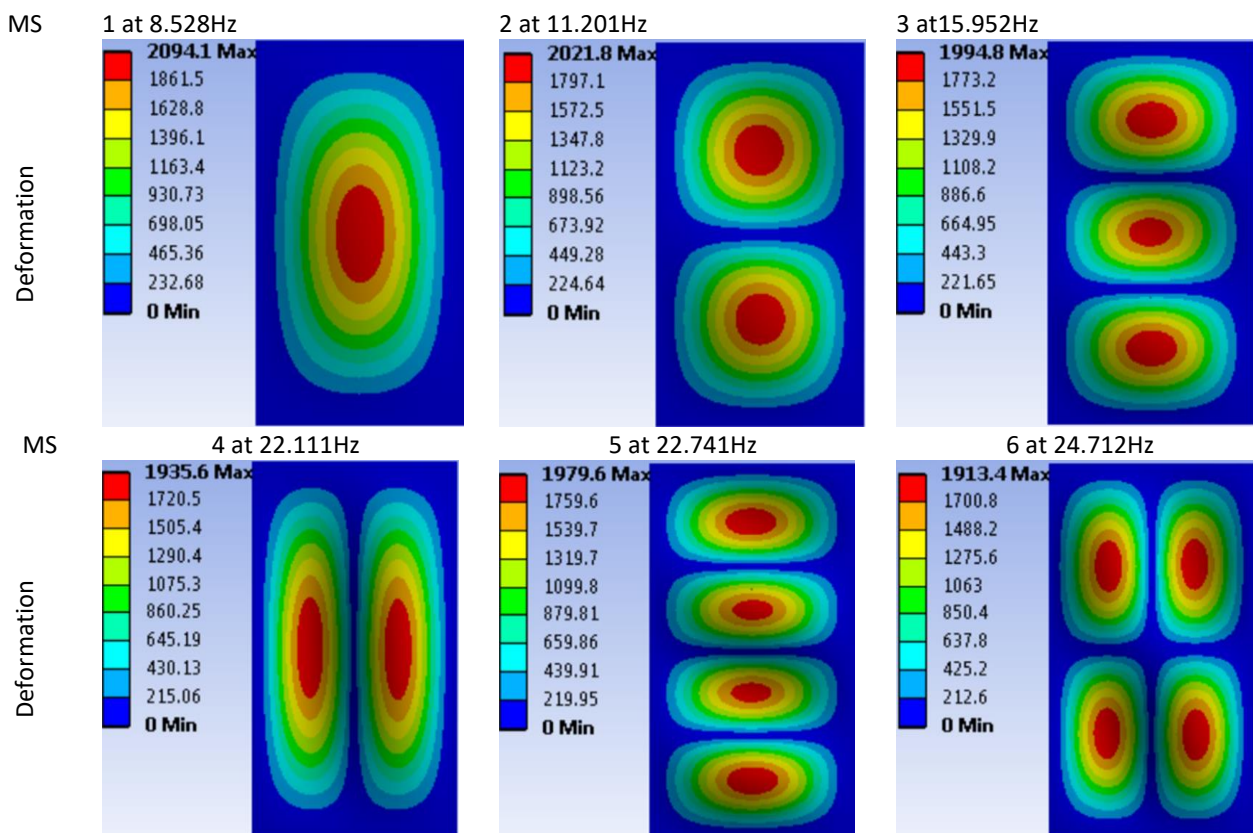 MS
1 at 8.528Hz
2 at 11.201Hz
3 at15.952Hz
Deformation
2094.1 Max
1861.5
1628.8
1396.1
1163.4
930.73
698.05
465.36
232.68
0 Min
2021.8 Max
1797.1
1572.5
1347.8
1123.2
898.56
673.92
449.28
224.64
0 Min
1994.8 Max
1773.2
1551.5
1329.9
1108.2
886.6
664.95
443.3
221.65
0 Min
MS
4 at 22.111Hz
5 at 22.741Hz
6 at 24.712Hz
Deformation
1935.6 Max
1720.5
1505.4
1290.4
1075.3
860.25
645.19
430.13
215.06
0 Min
1979.6 Max
1759.6
1539.7
1319.7
1099.8
879.81
659.86
439.91
219.95
0 Min
1913.4 Max
1700.8
1488.2
1275.6
1063
850.4
637.8
425.2
212.6
0 Min